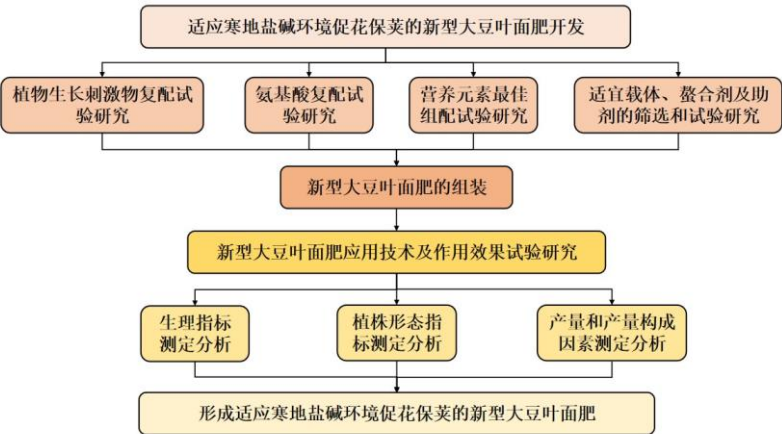 适应寒地盐碱环境促花保荚的新型大豆叶面肥开发
植物生长刺激物复配试
验研究
氨基酸复配试
验研究
营养元素最佳
组配试验研究
适宜载体、螯合剂及助
剂的筛选和试验研究
新型大豆叶面肥的组装
新型大豆叶面肥应用技术及作用效果试验研究
生理指标
测定分析
植株形态指
标测定分析
产量和产量构成
因素测定分析
形成适应寒地盐碱环境促花保荚的新型大豆叶面肥